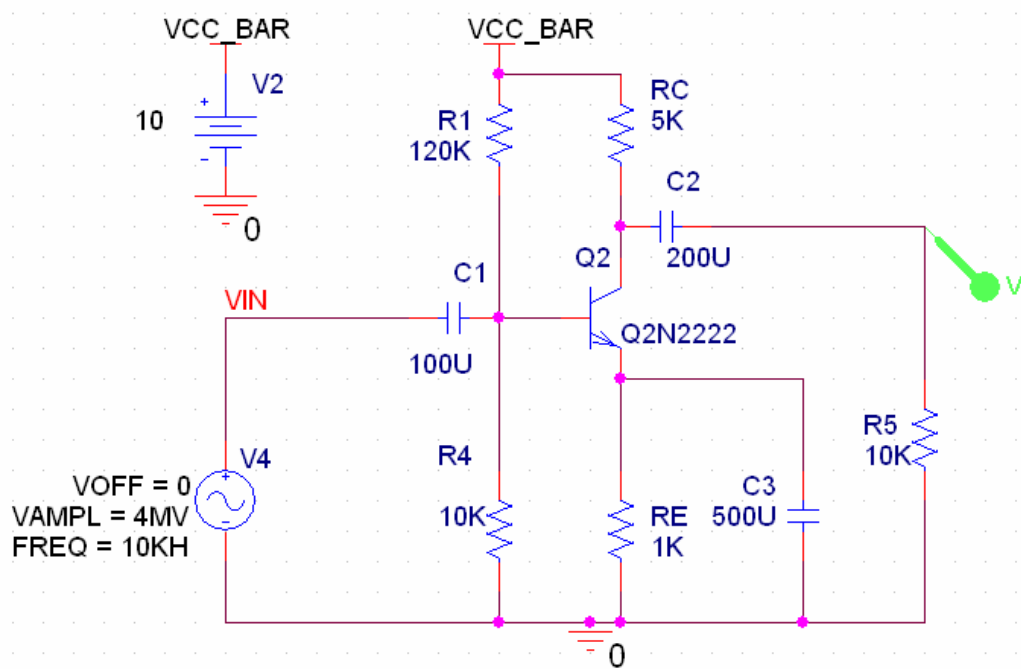 VCC_BAR
V2
+
10
-
0
VCC_BAR
R1
120K
RC
5K
C2
200U
Q2
Q2N2222
C1
100U
VIN
V
V4
+
-
VOFF = 0
VAMPL = 4MV
FREQ = 10KH
R4
10K
RE
1K
C3
500U
R5
10K
0